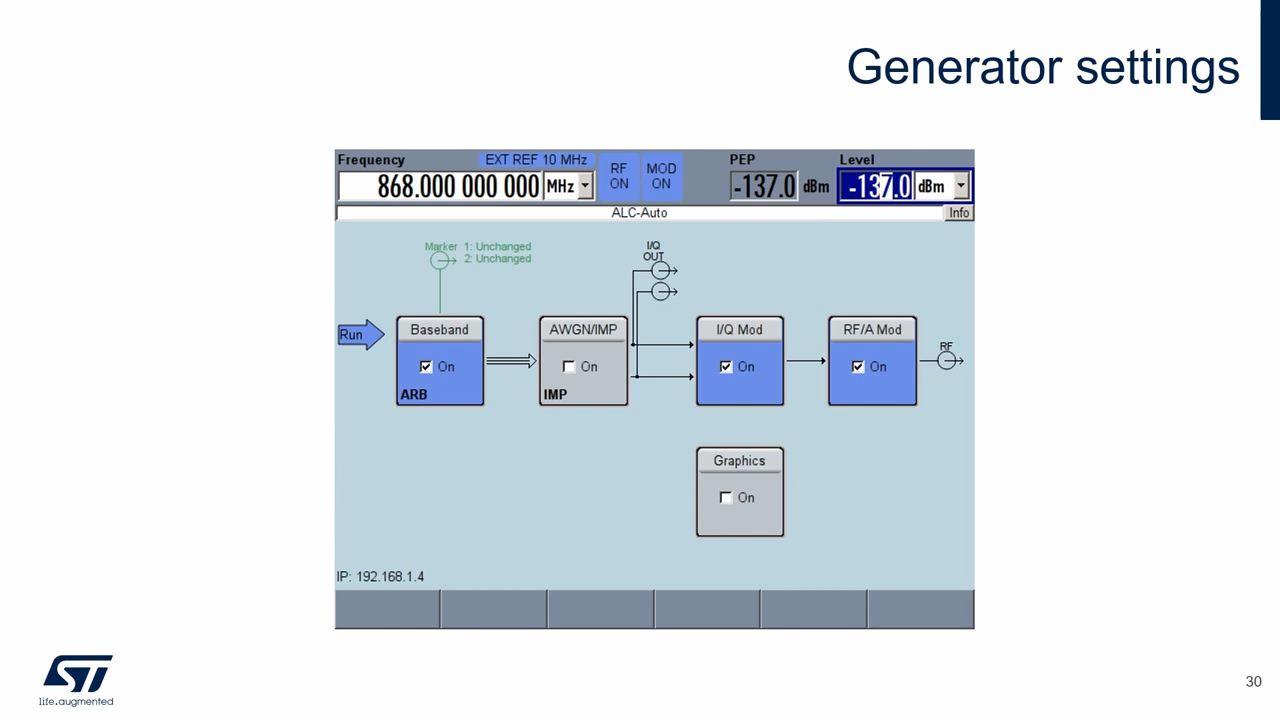 Generator settings
Frequency EXT REF 10 MHz RF ON MOD ON PEP Level
868.000 000 000 MHz -137.0 dBm -137.0 dBm
ALC-Auto Info
Marker 1: Unchanged
2: Unchanged
I/Q
OUT
Run
Baseband AWGN/IMP I/Q Mod RF/A Mod
RF
On On On On
ARB IMP
Graphics
On
IP: 192.168.1.4
ST
life.augmented
30